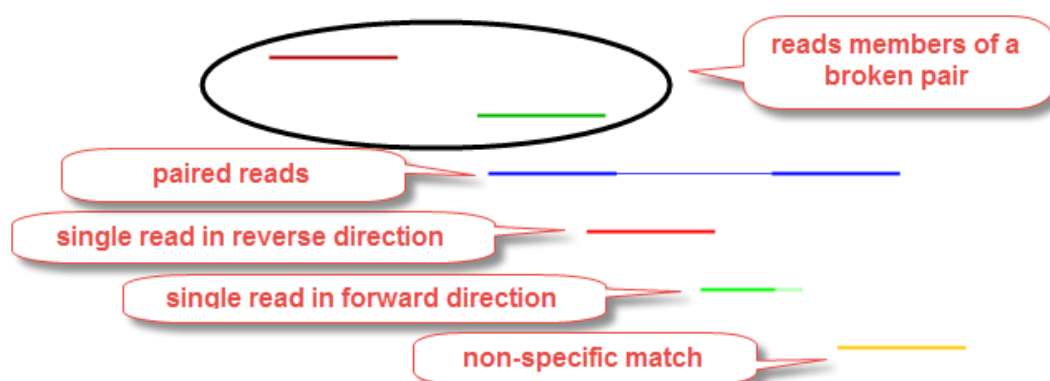 reads members of a
broken pair
paired reads
single read in reverse direction
single read in forward direction
non-specific match